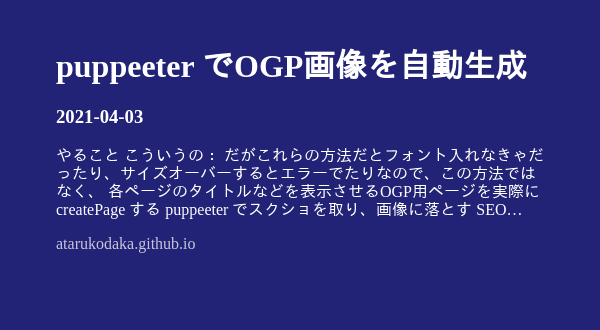 puppeeter でOGP画像を自動生成
2021-04-03
やること こういうの： だがこれらの方法だとフォント入れなきゃだ
ったり、サイズオーバーするとエラーでたりなので、この方法では
なく、 各ページのタイトルなどを表示させるOGP用ページを実際に
createPage する puppeeter でスクショを取り、画像に落とす SEO…
atarukodaka.github.io